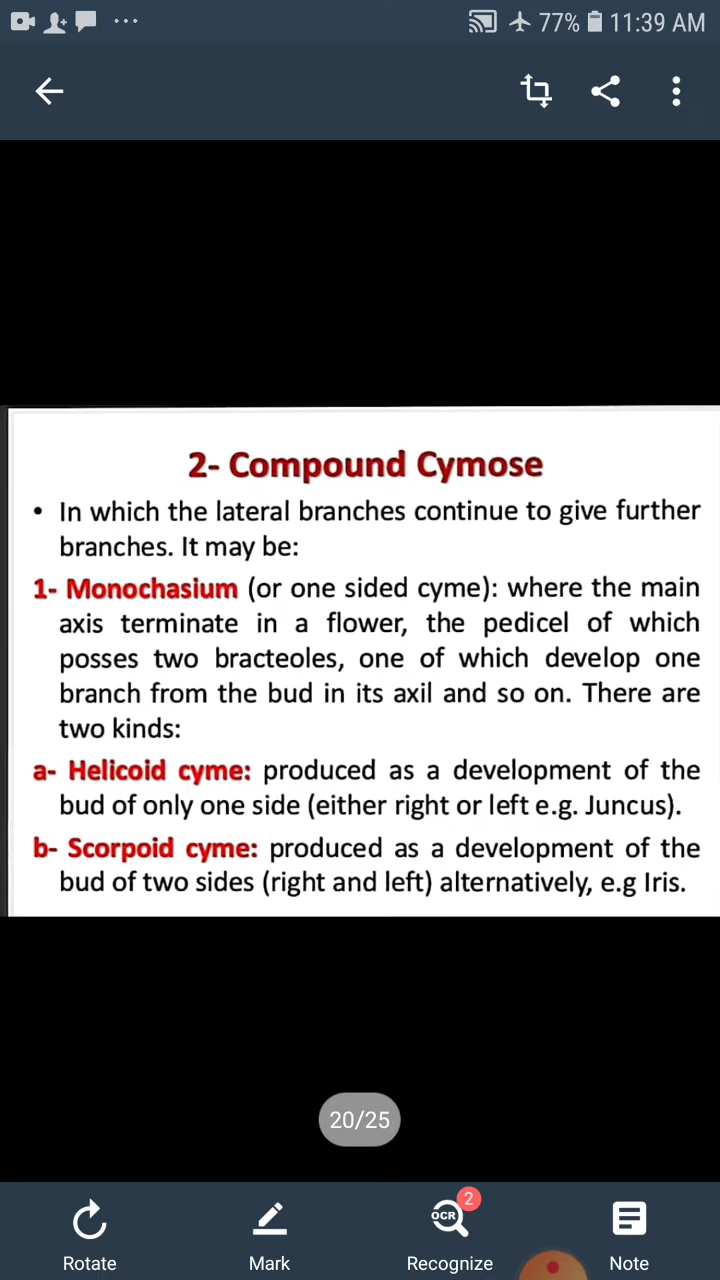 77% 11:39 AM
2- Compound Cymose
• In which the lateral branches continue to give further
branches. It may be:
1- Monochasium (or one sided cyme): where the main
axis terminate in a flower, the pedicel of which
posses two bracteoles, one of which develop one
branch from the bud in its axil and so on. There are
two kinds:
a- Helicoid cyme: produced as a development of the
bud of only one side (either right or left e.g. Juncus).
b- Scorpoid cyme: produced as a development of the
bud of two sides (right and left) alternatively, e.g Iris.
20/25
OCR 2
Rotate Mark Recognize Note